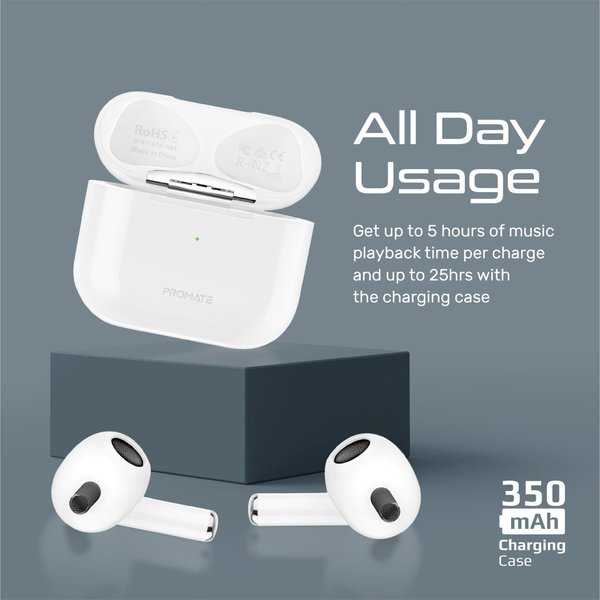 All Day
Usage
Get up to 5 hours of music
playback time per charge
and up to 25hrs with
the charging case
RoHS
promate.net
Made in China
R-NZ
PROMATE
350
mAh
Charging
Case